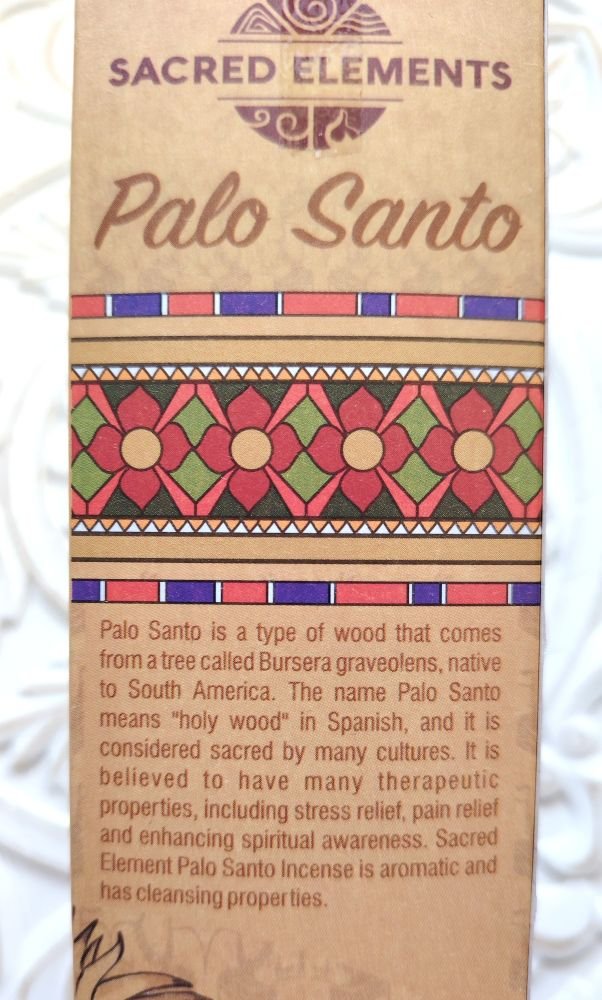 SACRED ELEMENTS
Palo Santo
Palo Santo is a type of wood that comes
from a tree called Bursera graveolens, native
to South America. The name Palo Santo
means "holy wood" in Spanish, and it is
considered sacred by many cultures. It is
believed to have many therapeutic
properties, including stress relief, pain relief
and enhancing spiritual awareness. Sacred
Element Palo Santo Incense is aromatic and
has cleansing properties.